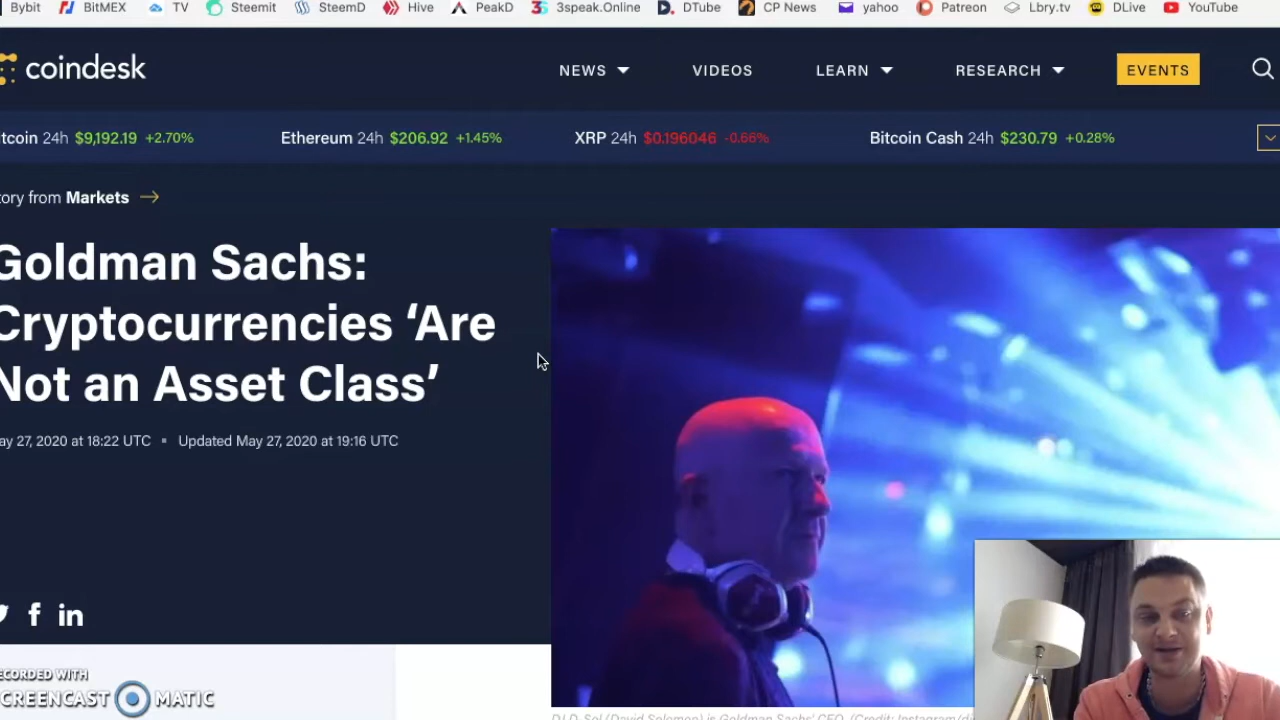 Bybit BitMEX TV Steemit SteemD Hive PeakD 3speak.Online DTube CP News yahoo Patreon Lbry.tv DLive YouTube
coindesk NEWS VIDEOS LEARN RESEARCH EVENTS
tcoin 24h $9,192.19 +2.70% Ethereum 24h $206.92 +1.45% XRP 24h $0.196046 -0.66% Bitcoin Cash 24h $230.79 +0.28%
tory from Markets →
Goldman Sachs:
Cryptocurrencies ‘Are
Not an Asset Class’
ay 27, 2020 at 18:22 UTC ▪ Updated May 27, 2020 at 19:16 UTC
f in
ECORDED WITH
CREENCAST MATIC